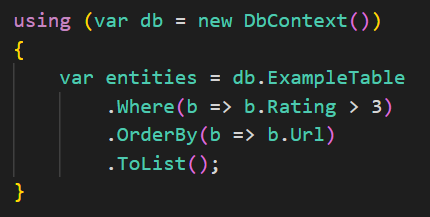 using (var db = new DbContext())
{
    var entities = db.ExampleTable
        .Where(b => b.Rating > 3)
        .OrderBy(b => b.Url)
        .ToList();
}